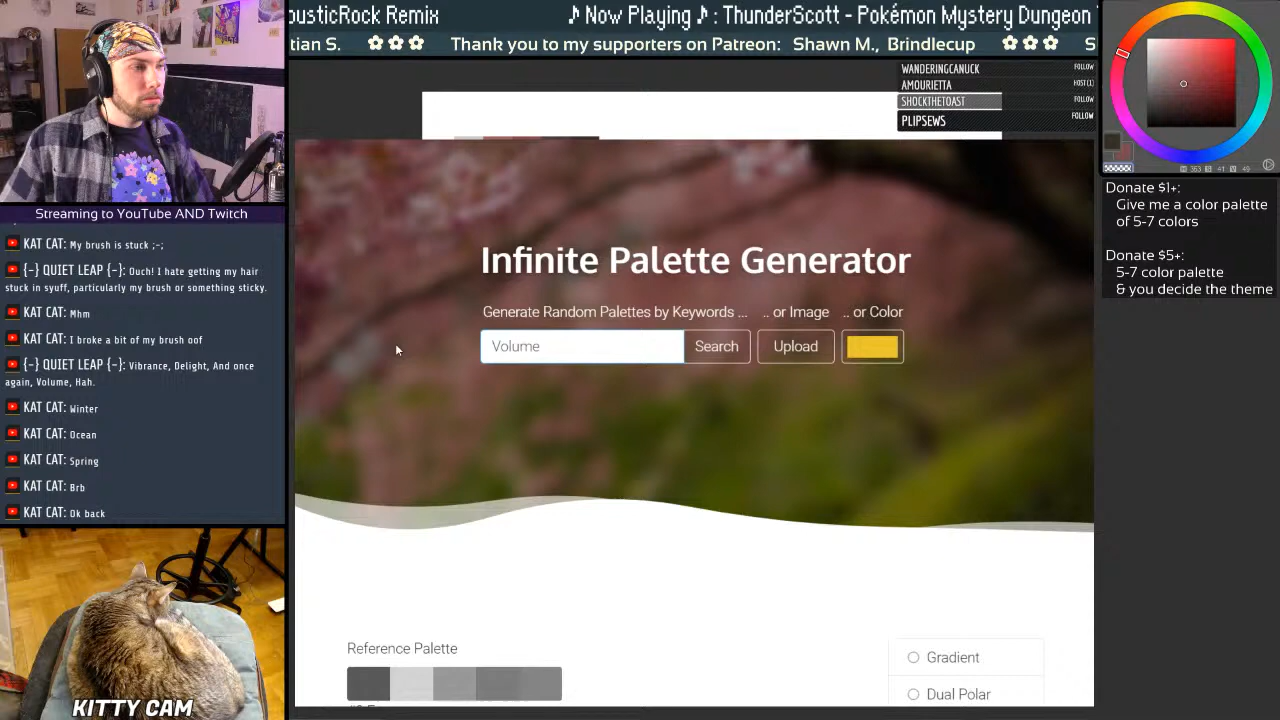 ousticRock Remix
♪ Now Playing ♪ : ThunderScott - Pokémon Mystery Dungeon
tian S. ✿ ✿ ✿ Thank you to my supporters on Patreon: Shawn M., Brindlecup ✿ ✿ ✿ S
WANDERINGCANUCK FOLLOW
AMOURIETTA HOST (1)
SHOCKTHETOAST FOLLOW
PLIPSEWS FOLLOW
Donate $1+:
Give me a color palette
of 5-7 colors
Donate $5+:
5-7 color palette
& you decide the theme
Streaming to YouTube AND Twitch
KAT CAT: My brush is stuck ;-;
{-} QUIET LEAP {-}: Ouch! I hate getting my hair
stuck in syuff, particularly my brush or something sticky.
KAT CAT: Mhm
KAT CAT: I broke a bit of my brush oof
{-} QUIET LEAP {-}: Vibrance, Delight, And once
again, Volume, Hah.
KAT CAT: Winter
KAT CAT: Ocean
KAT CAT: Spring
KAT CAT: Brb
KAT CAT: Ok back
Infinite Palette Generator
Generate Random Palettes by Keywords ... .. or Image .. or Color
Volume Search Upload
Reference Palette
Gradient
Dual Polar
KITTY CAM